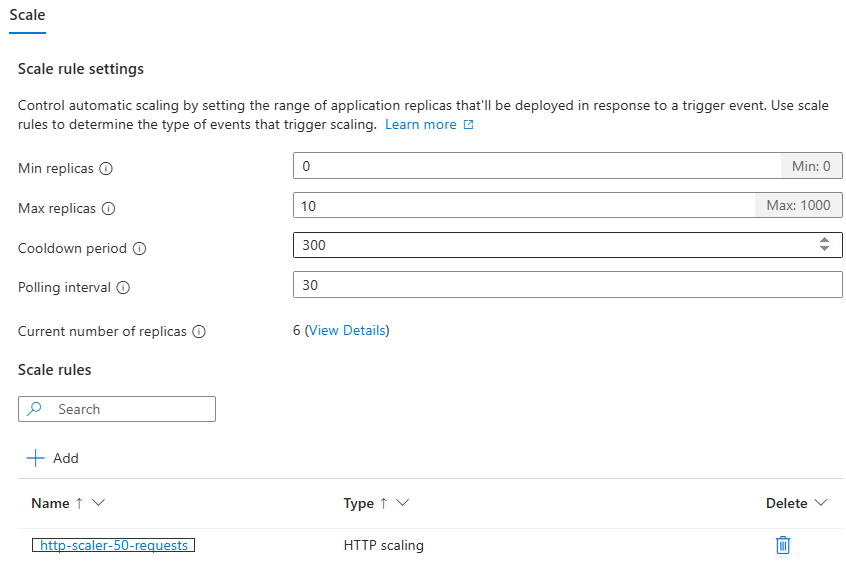 Scale
Scale rule settings
Control automatic scaling by setting the range of application replicas that'll be deployed in response to a trigger event. Use scale
rules to determine the type of events that trigger scaling. Learn more
Min replicas 0 Min: 0
Max replicas 10 Max: 1000
Cooldown period 300
Polling interval 30
Current number of replicas 6 (View Details)
Scale rules
Search
Add
Name Type Delete
http-scaler-50-requests HTTP scaling